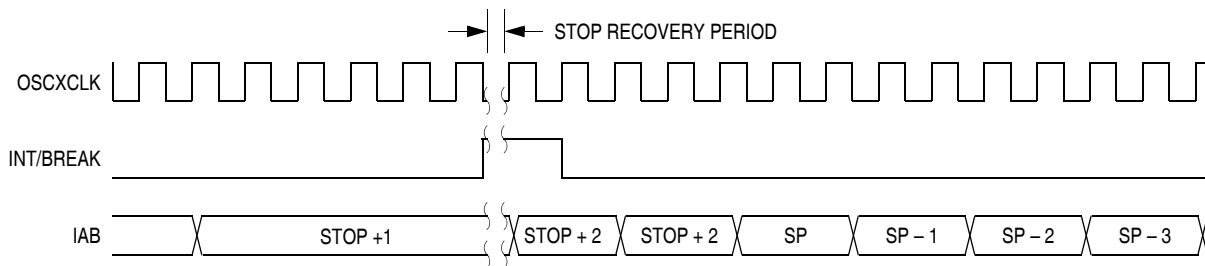 STOP RECOVERY PERIOD
OSCXCLK
INT/BREAK
IAB STOP +1 STOP + 2 STOP + 2 SP SP – 1 SP – 2 SP – 3